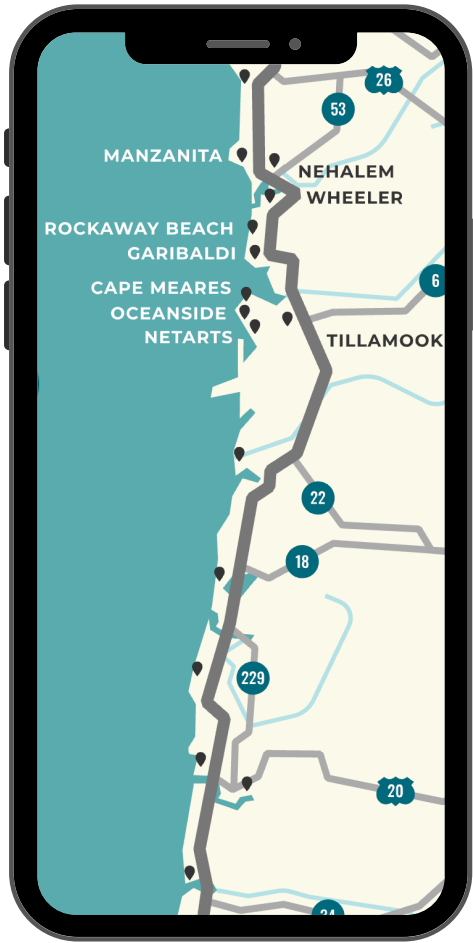 26
53
MANZANITA
NEHALEM
WHEELER
ROCKAWAY BEACH
GARIBALDI
6
CAPE MEARES
OCEANSIDE
NETARTS
TILLAMOOK
22
18
229
20